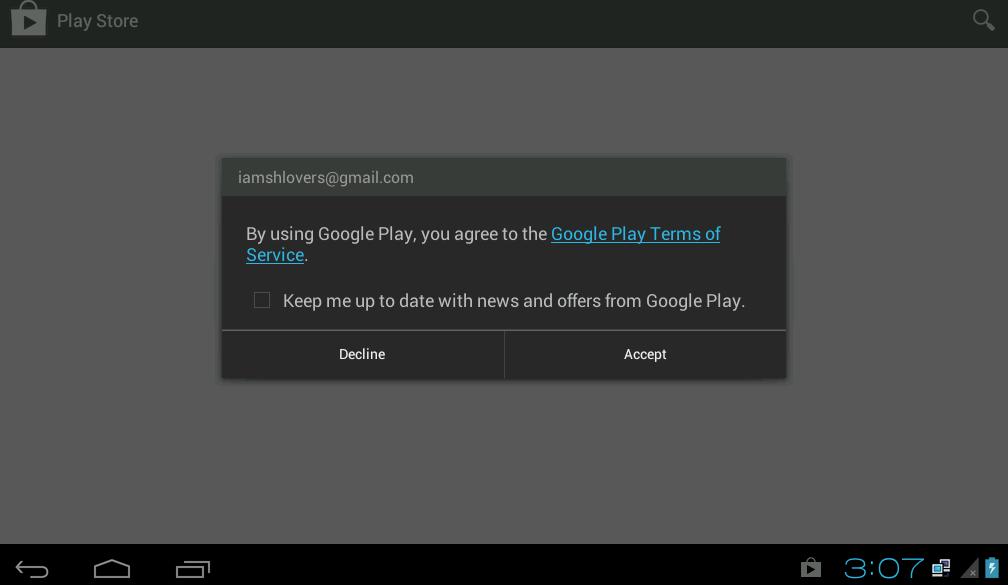 Play Store
iamshlovers@gmail.com
By using Google Play, you agree to the Google Play Terms of
Service.
Keep me up to date with news and offers from Google Play.
Decline
Accept
3:07